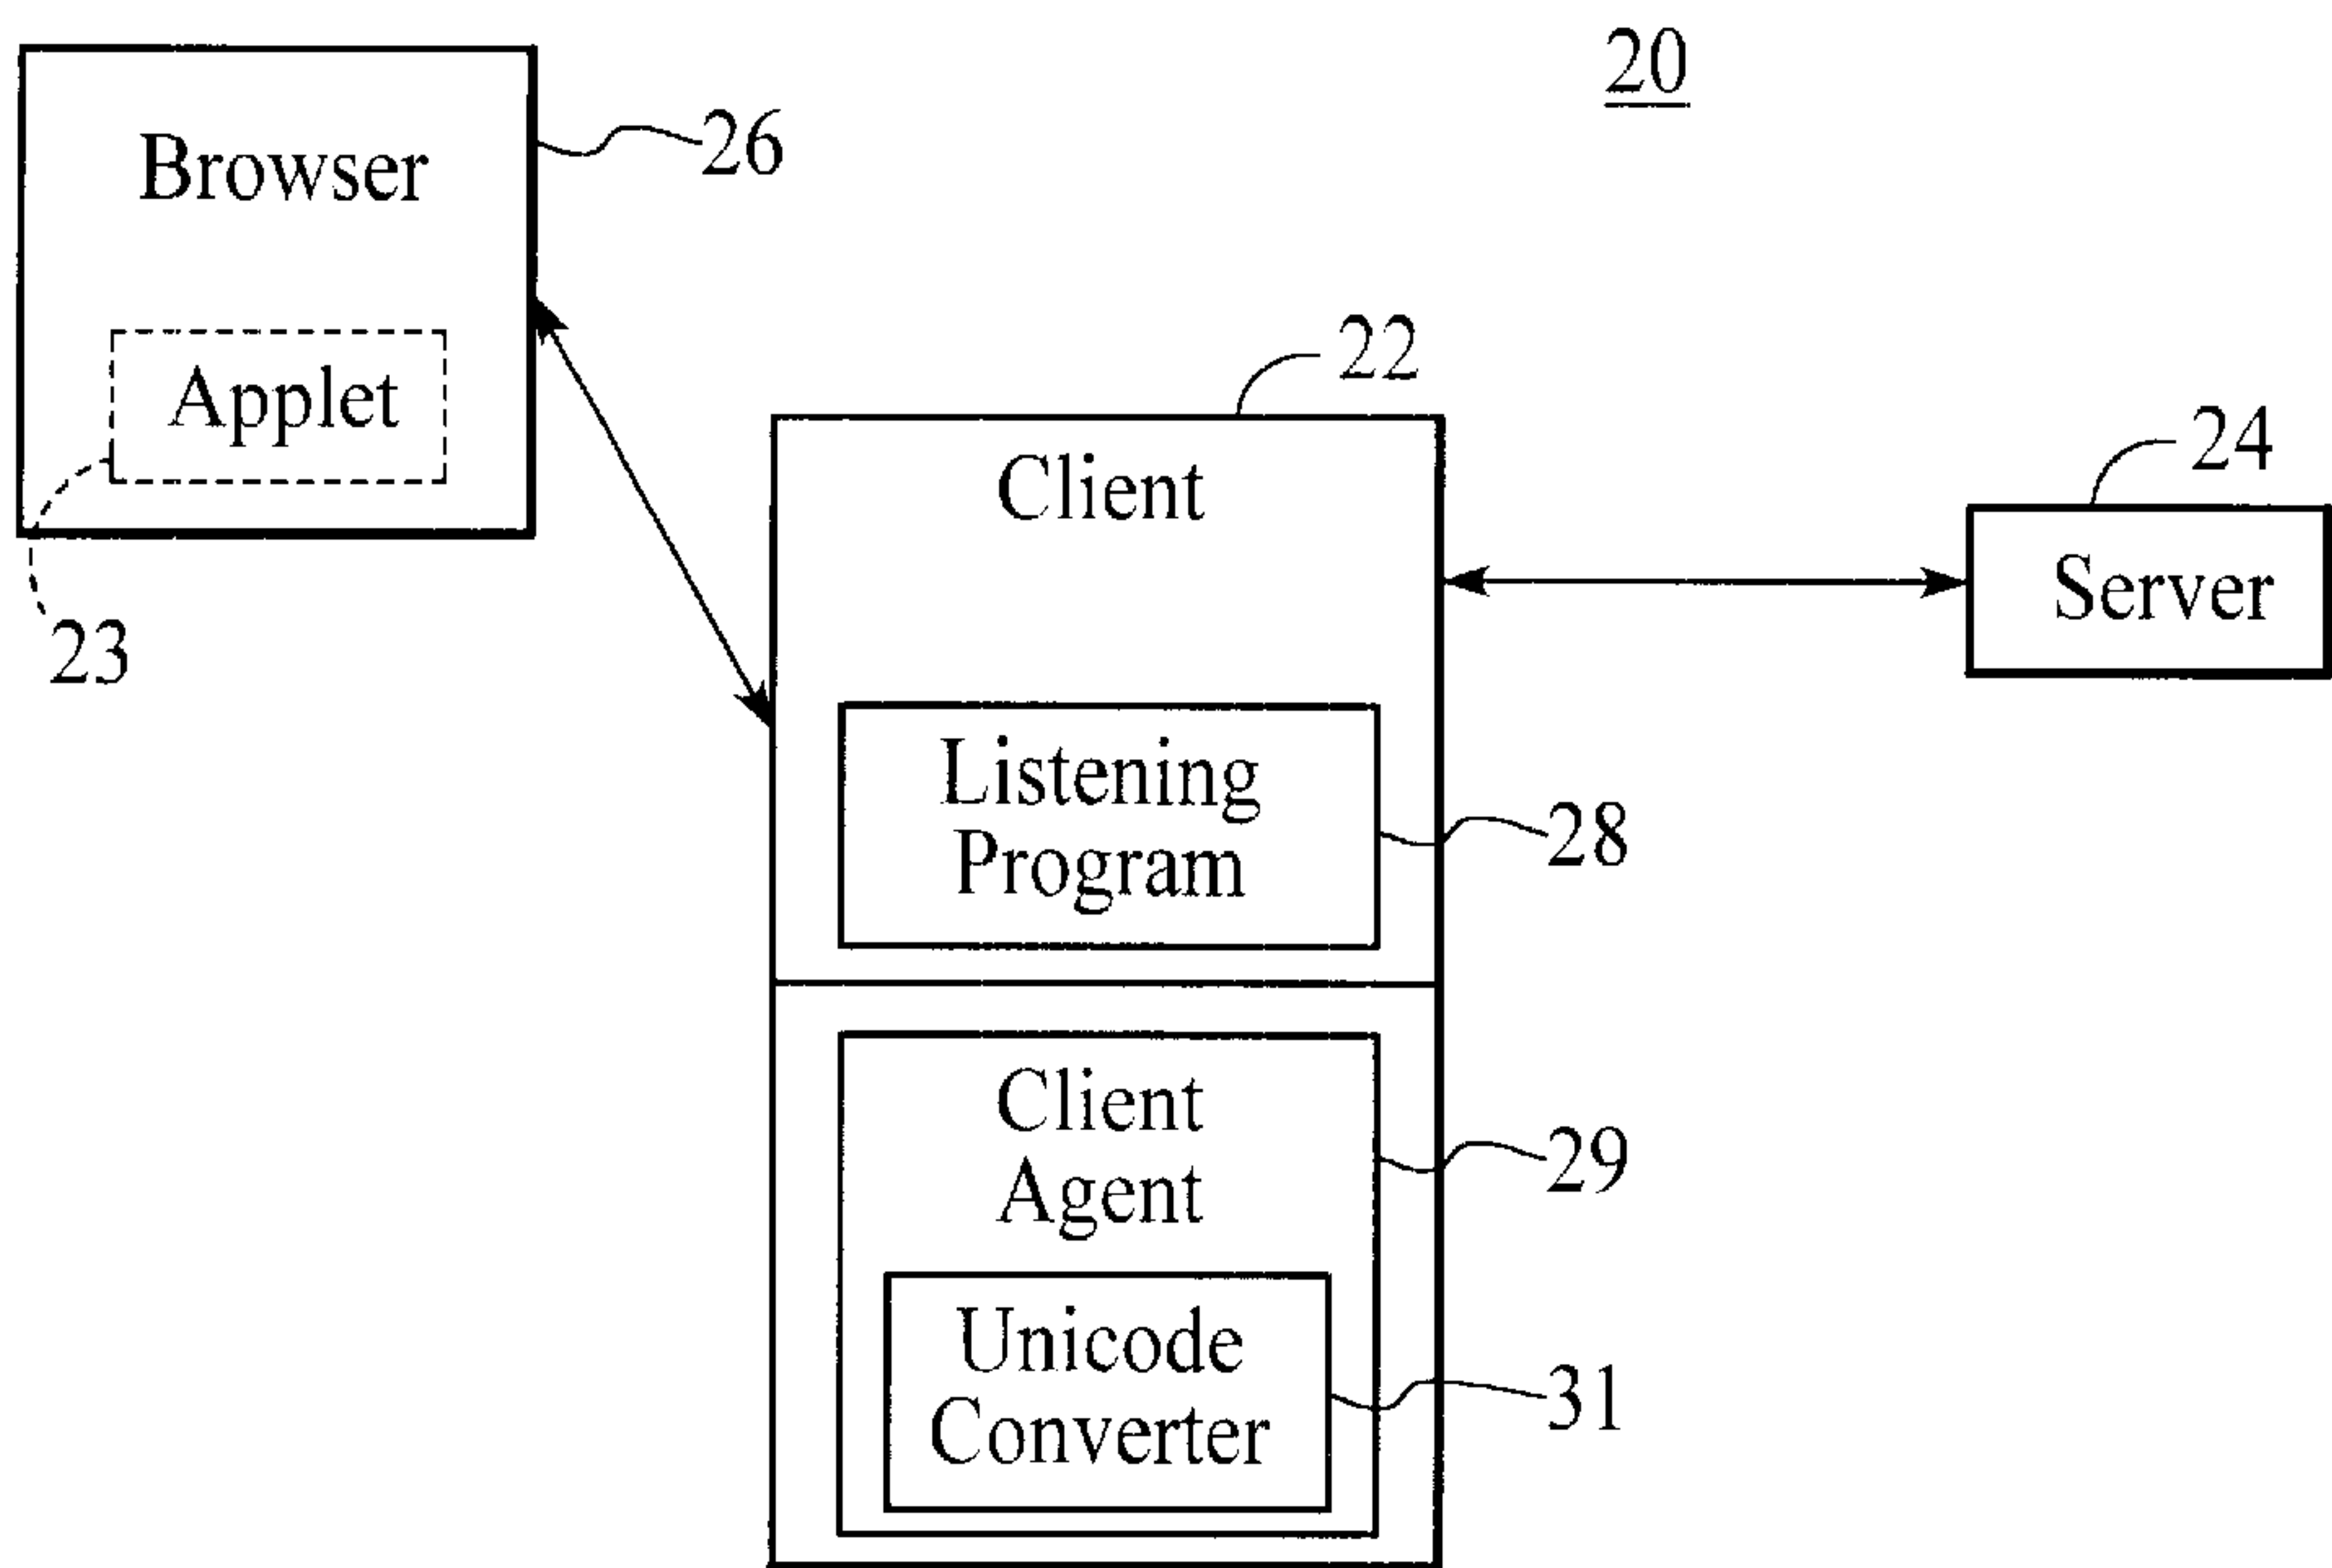 20
Browser
26
Applet
23
22
Client
24
Server
Listening
Program
28
Client
Agent
29
Unicode
Converter
31